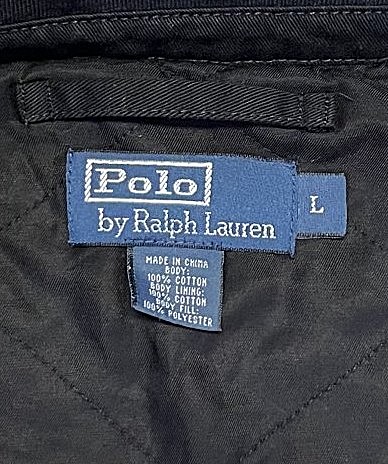 Polo
by Ralph Lauren
L
MADE IN CHINA
BODY:
100% COTTON
BODY LINING:
100% COTTON
BODY FILL:
100% POLYESTER